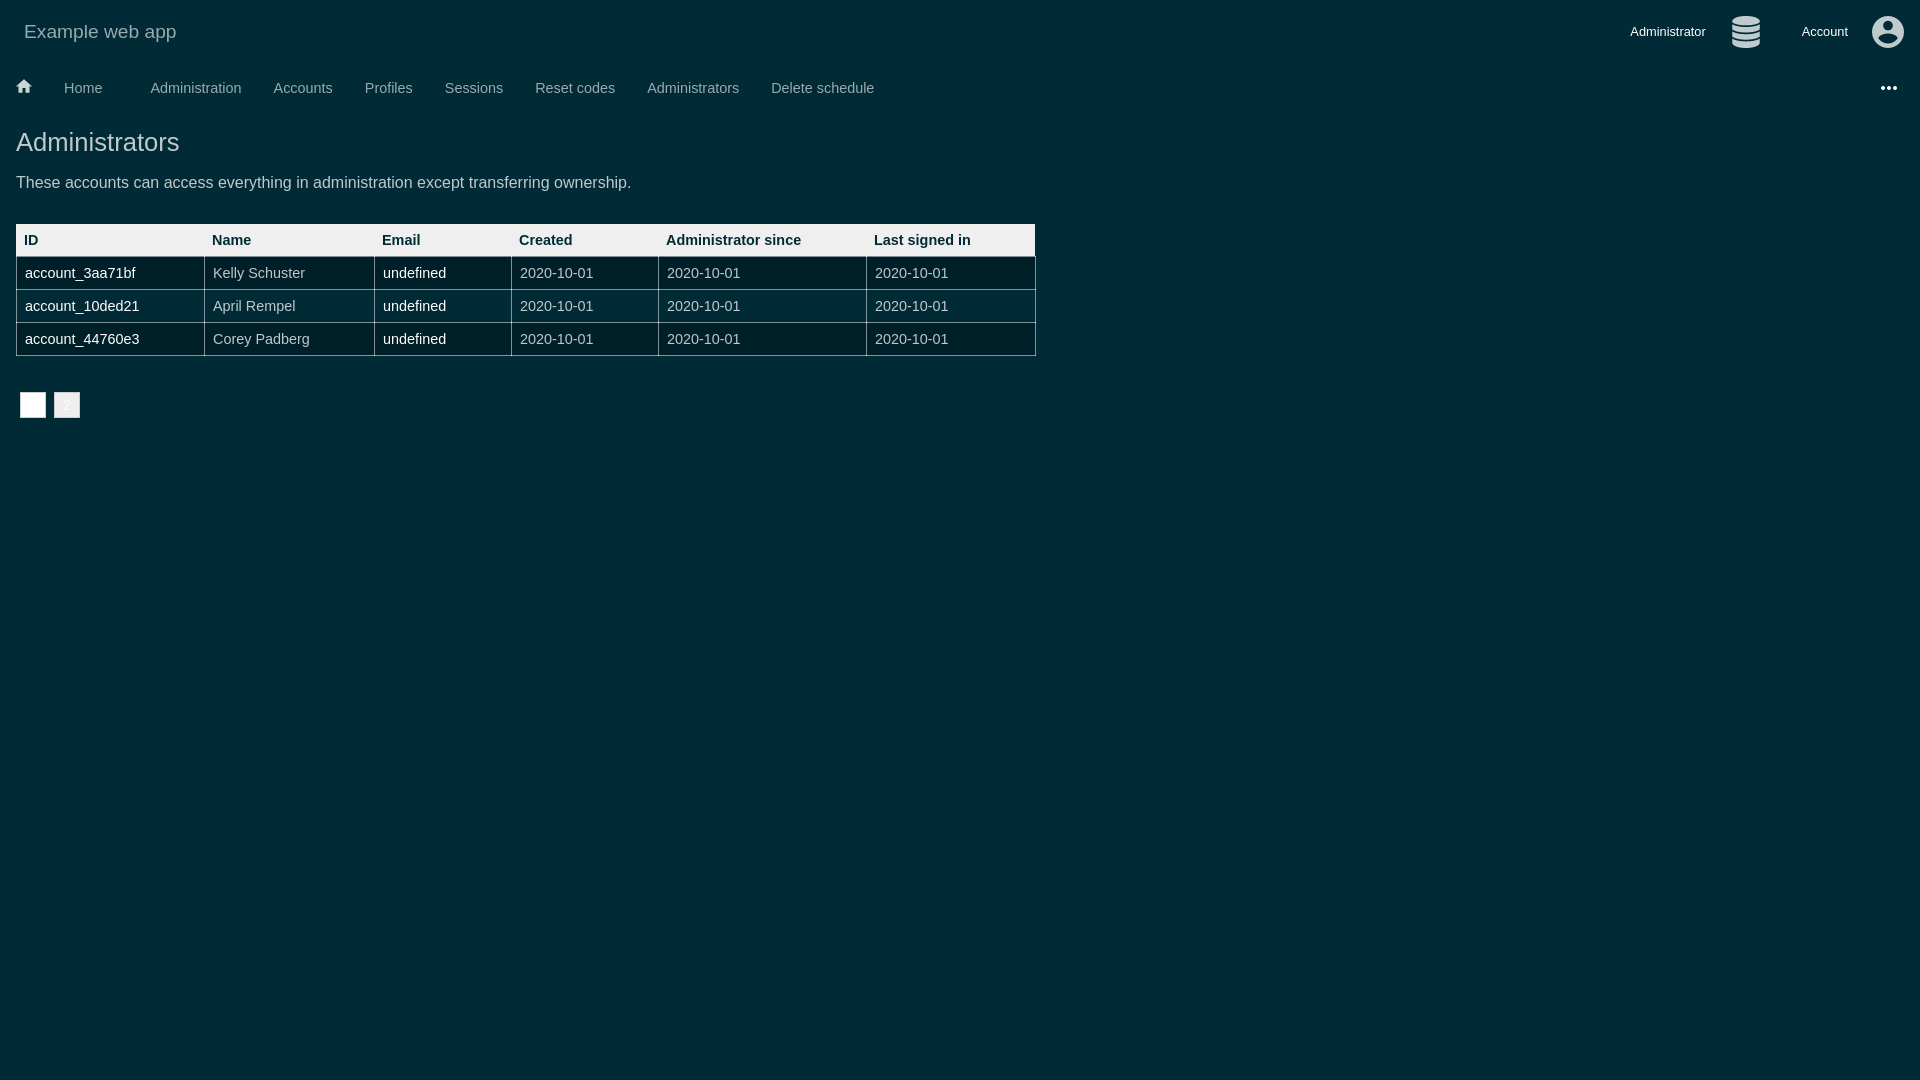 Example web app
Administrator
Account
Home
Administration
Accounts
Profiles
Sessions
Reset codes
Administrators
Delete schedule
Administrators
These accounts can access everything in administration except transferring ownership.
ID Name Email Created Administrator since Last signed in
account_3aa71bf Kelly Schuster undefined 2020-10-01 2020-10-01 2020-10-01
account_10ded21 April Rempel undefined 2020-10-01 2020-10-01 2020-10-01
account_44760e3 Corey Padberg undefined 2020-10-01 2020-10-01 2020-10-01
2